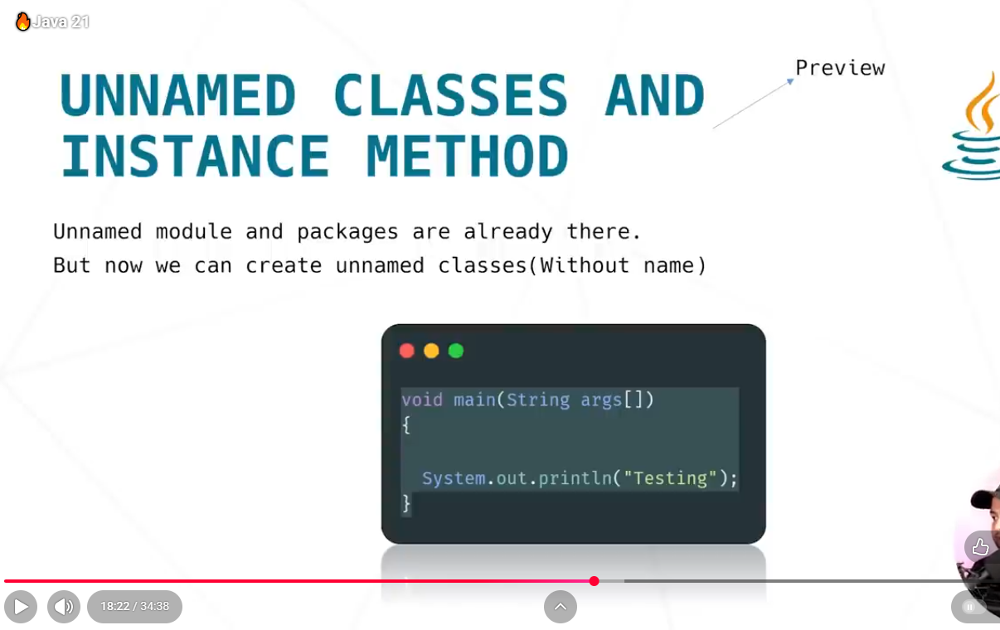 🔥Java 21
Preview
UNNAMED CLASSES AND
INSTANCE METHOD
Unnamed module and packages are already there.
But now we can create unnamed classes(Without name)
void main(String args[])
{
System.out.println("Testing");
}
18:22 / 34:38